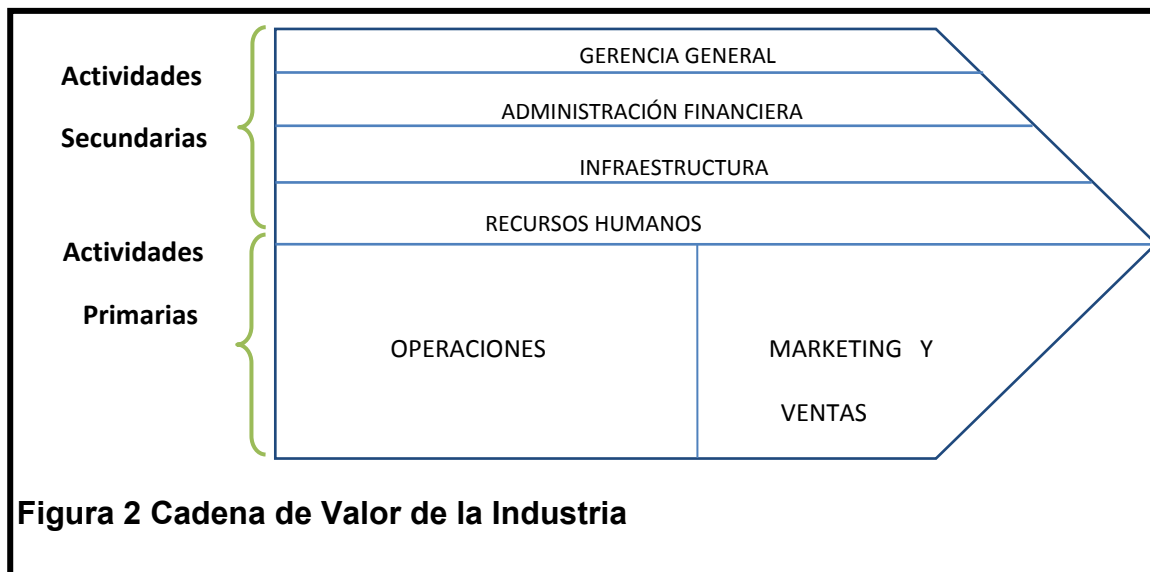 Actividades
Secundarias
GERENCIA GENERAL
ADMINISTRACIÓN FINANCIERA
INFRAESTRUCTURA
RECURSOS HUMANOS
Actividades
Primarias
OPERACIONES
MARKETING Y
VENTAS
Figura 2 Cadena de Valor de la Industria